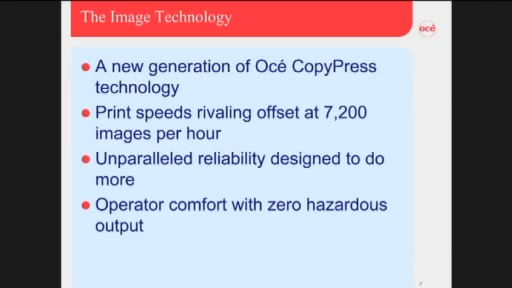 The Image Technology
océ
A new generation of Océ CopyPress
technology
Print speeds rivaling offset at 7,200
images per hour
Unparalleled reliability designed to do
more
Operator comfort with zero hazardous
output